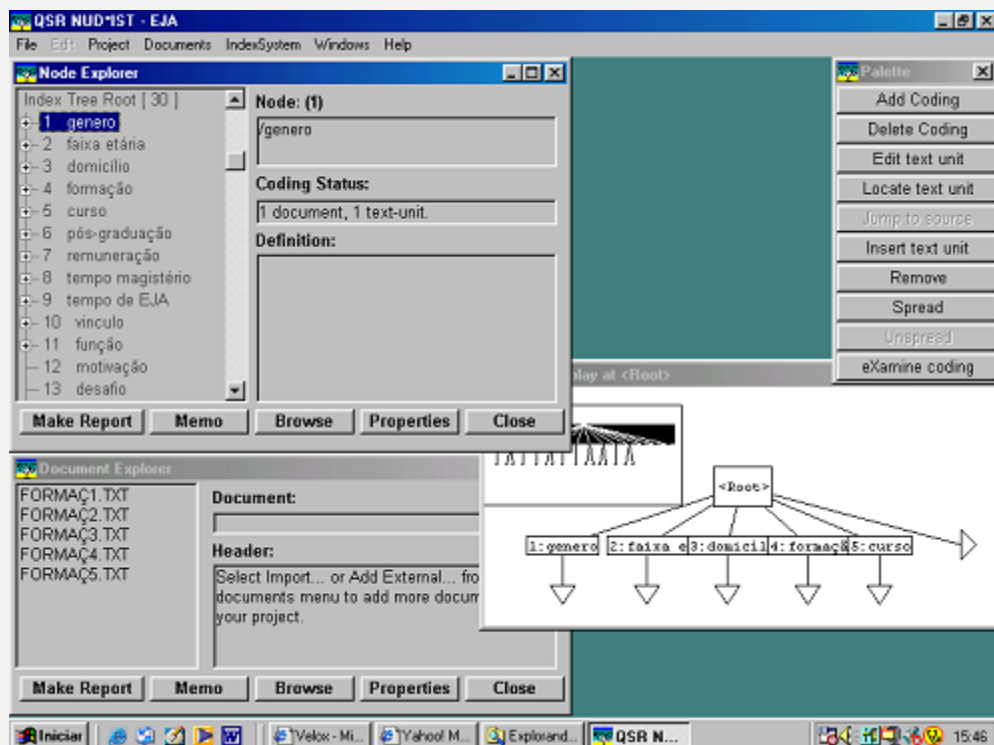 QSR NUD*IST - EJA
File Edit Project Documents IndexSystem Windows Help
Node Explorer
Index Tree Root [ 30 ]
1 genero
2 faixa etária
3 domicílio
4 formação
5 curso
6 pós-graduação
7 remuneração
8 tempo magistério
9 tempo de EJA
10 vinculo
11 função
12 motivação
13 desafio
Node: (1)
/genero
Coding Status:
1 document, 1 text-unit.
Definition:
Make Report Memo Browse Properties Close
Palette
Add Coding
Delete Coding
Edit text unit
Locate text unit
Jump to source
Insert text unit
Remove
Spread
Unspread
eXamine coding
play at <Root>
<Root>
1:genero 2:faixa e 3:domicil 4:formaçã 5:curso
Document Explorer
FORMAÇ1.TXT
FORMAÇ2.TXT
FORMAÇ3.TXT
FORMAÇ4.TXT
FORMAÇ5.TXT
Document:
Header:
Select Import... or Add External... fro
documents menu to add more docum
your project.
Make Report Memo Browse Properties Close
Iniciar Velox - Mi... Yahoo! M... Explorand... QSR N... 15:46